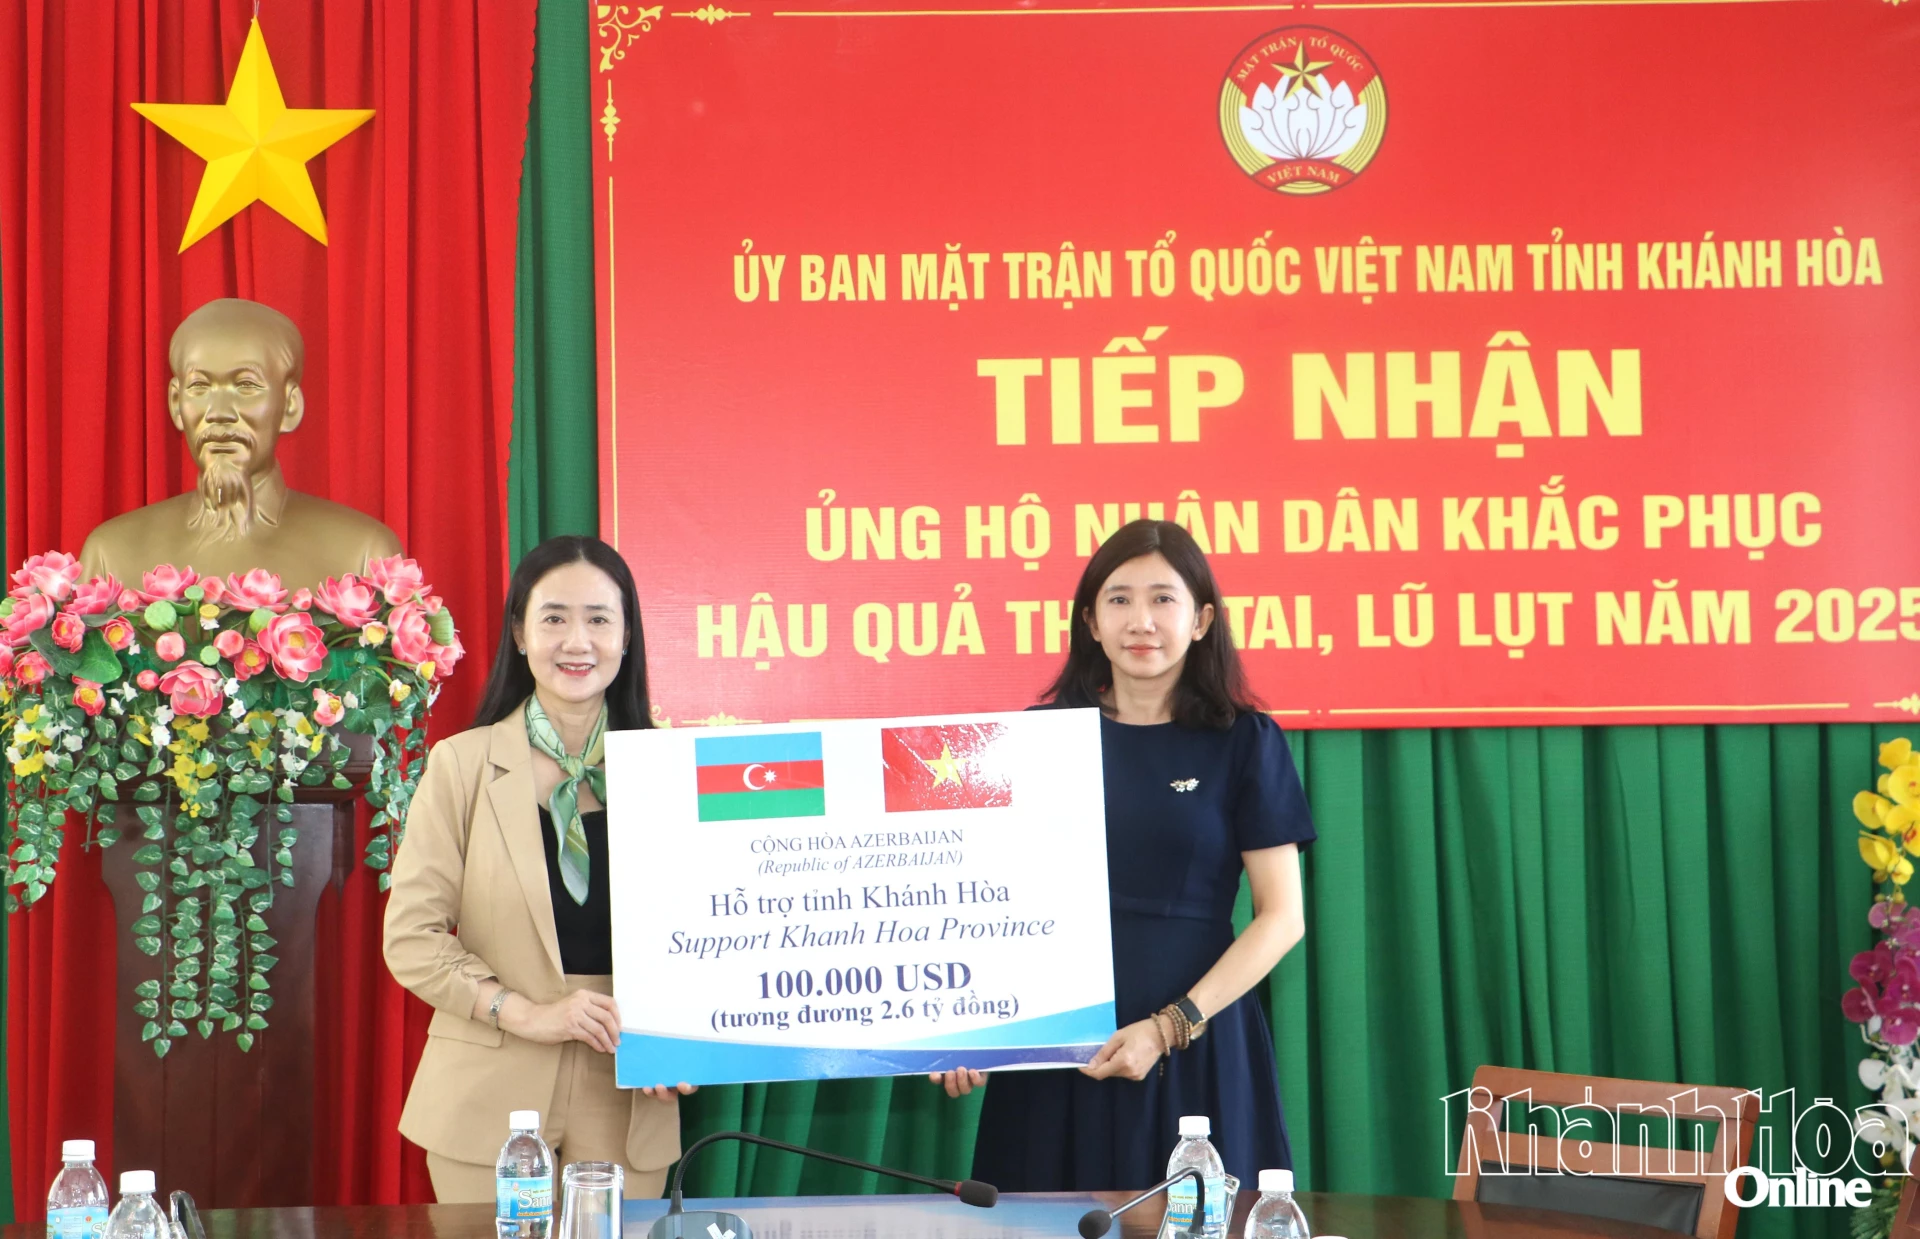 MẶT TRẬN TỔ QUỐC
VIỆT NAM
ỦY BAN MẶT TRẬN TỔ QUỐC VIỆT NAM TỈNH KHÁNH HÒA
TIẾP NHẬN
ỦNG HỘ NHÂN DÂN KHẮC PHỤC
HẬU QUẢ TH TAI, LŨ LỤT NĂM 2025
CỘNG HÒA AZERBAIJAN
(Republic of AZERBAIJAN)
Hỗ trợ tỉnh Khánh Hòa
Support Khanh Hoa Province
100.000 USD
(tương đương 2.6 tỷ đồng)
Khánh Hòa
Online